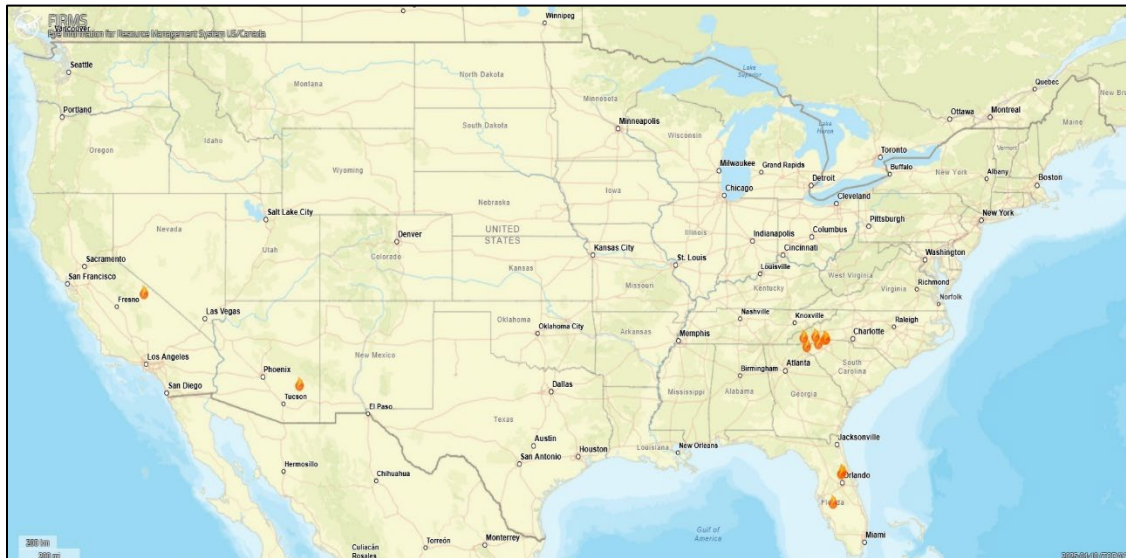 FIRMS
Fire Information for Resource Management System US/Canada
Vancouver
Winnipeg
Seattle
Portland
Montana
North Dakota
Minnesota
Lake Superior
Quebec
Ottawa
Montreal
New Bru
Maine
Oregon
Idaho
South Dakota
Minneapolis
Wisconsin
Lake Huron
Toronto
Vermont
Wyoming
Milwaukee
Grand Rapids
Detroit
Buffalo
New York
Albany
Boston
Iowa
Chicago
Cleveland
Salt Lake City
Nebraska
New York
Nevada
Utah
Denver
Colorado
UNITED STATES
Illinois
Indianapolis
Columbus
Pittsburgh
Cincinnati
Kansas City
St. Louis
Washington
Sacramento
San Francisco
Kansas
Missouri
Louisville
Kentucky
West Virginia
Virginia
Richmond
Norfolk
Fresno
Las Vegas
Nashville
Knoxville
Raleigh
Oklahoma
Oklahoma City
Arkansas
Memphis
Charlotte
Los Angeles
New Mexico
Phoenix
Atlanta
South Carolina
Birmingham
San Diego
Tucson
Dallas
Mississippi
Alabama
Georgia
El Paso
Texas
Jacksonville
Austin
Houston
Louisiana
New Orleans
San Antonio
Hermosillo
Chihuahua
Orlando
Florida
Gulf of America
Miami
200 km
Culiacán Rosales
Torreón
Monterrey